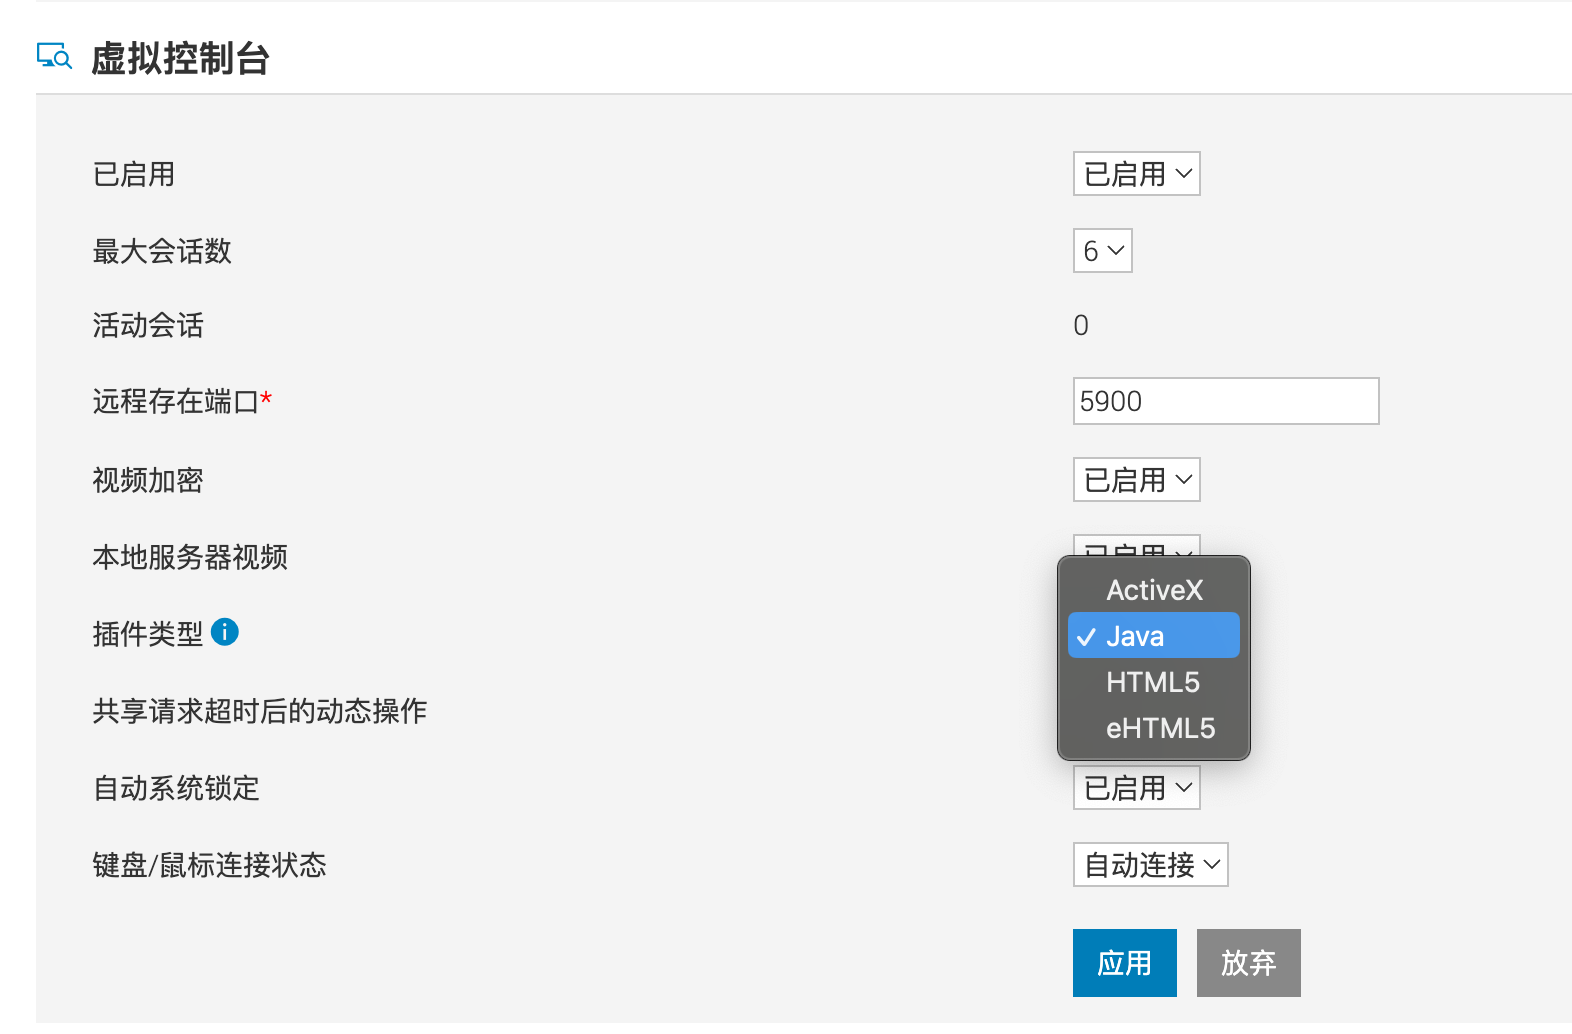 虚拟控制台
已启用 已启用
最大会话数 6
活动会话 0
远程存在端口* 5900
视频加密 已启用
本地服务器视频 已启用
ActiveX
插件类型 Java
HTML5
共享请求超时后的动态操作
eHTML5
自动系统锁定 已启用
键盘/鼠标连接状态 自动连接
应用 放弃